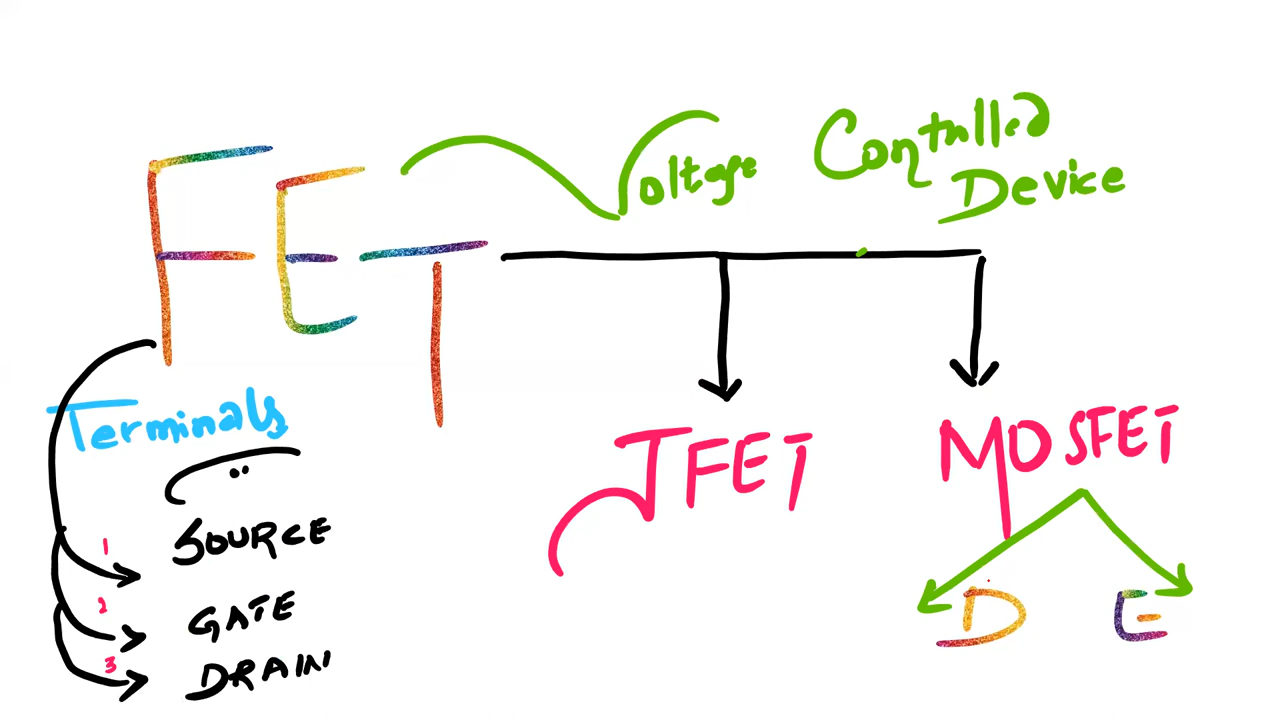 FET
Voltage Controlled
Device
Terminals
JFET
MOSFET
1 SOURCE
2 GATE
3 DRAIN
D E